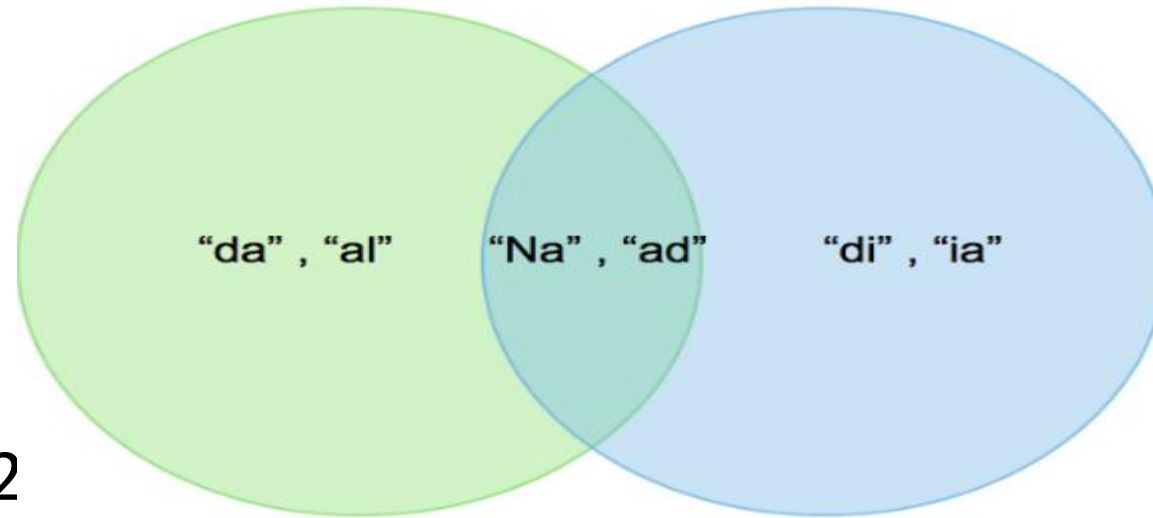 “da” , “al” “Na” , “ad” “di” , “ia”
2